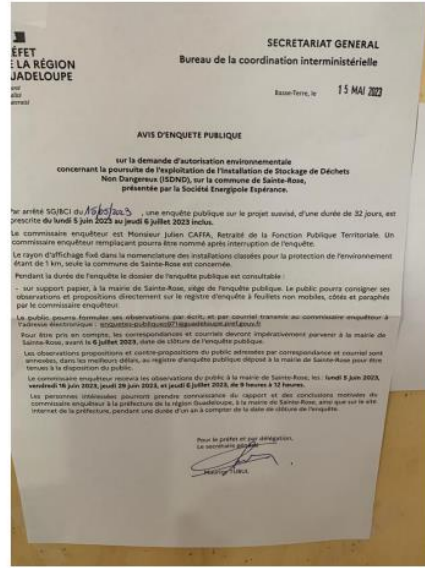 ÉFET
E LA RÉGION
UADELOUPE
SECRETARIAT GENERAL
Bureau de la coordination interministérielle
Basse-Terre, le 15 MAI 2023
AVIS D'ENQUETE PUBLIQUE
sur la demande d'autorisation environnementale
concernant la poursuite de l'exploitation de l'Installation de Stockage de Déchets
Non Dangereux (ISDND), sur la commune de Sainte-Rose,
présentée par la Société Energipole Espérance.
Par arrêté SG/BCI du 15/05/2023 , une enquête publique sur le projet susvisé, d'une durée de 32 jours, est
prescrite du lundi 5 juin 2023 au jeudi 6 juillet 2023 inclus.
Le commissaire enquêteur est Monsieur Julien CAFFA, Retraité de la Fonction Publique Territoriale. Un
commissaire enquêteur remplaçant pourra être nommé après interruption de l'enquête.
Le rayon d'affichage fixé dans la nomenclature des installations classées pour la protection de l'environnement
étant de 1 km, seule la commune de Sainte-Rose est concernée.
Pendant la durée de l'enquête le dossier de l'enquête publique est consultable :
- sur support papier, à la mairie de Sainte-Rose, siège de l'enquête publique. Le public pourra consigner ses
observations et propositions directement sur le registre d'enquête à feuillets non mobiles, côtés et paraphés
par le commissaire enquêteur.
Le public pourra formuler ses observations par écrit, et par courriel transmis au commissaire enquêteur à
l'adresse électronique : enquetes-publiques971@guadeloupe.pref.gouv.fr
Pour être pris en compte, les correspondances et courriels devront impérativement parvenir à la mairie de
Sainte-Rose, avant le 6 juillet 2023, date de clôture de l'enquête publique.
Les observations propositions et contre-propositions du public adressées par correspondance et courriel sont
annexées, dans les meilleurs délais, au registre d'enquête publique déposé à la mairie de Sainte-Rose pour être
tenues à la disposition du public.
Le commissaire enquêteur recevra les observations du public à la mairie de Sainte-Rose, les : lundi 5 juin 2023,
vendredi 16 juin 2023, jeudi 29 juin 2023, et jeudi 6 juillet 2023, de 9 heures à 12 heures.
Les personnes intéressées pourront prendre connaissance du rapport et des conclusions motivées du
commissaire enquêteur à la préfecture de la région Guadeloupe, à la mairie de Sainte-Rose, ainsi que sur le site
internet de la préfecture, pendant une durée d'un an à compter de la date de clôture de l'enquête.
Pour le préfet et par délégation,
Le secrétaire général
Maurice TUBUL